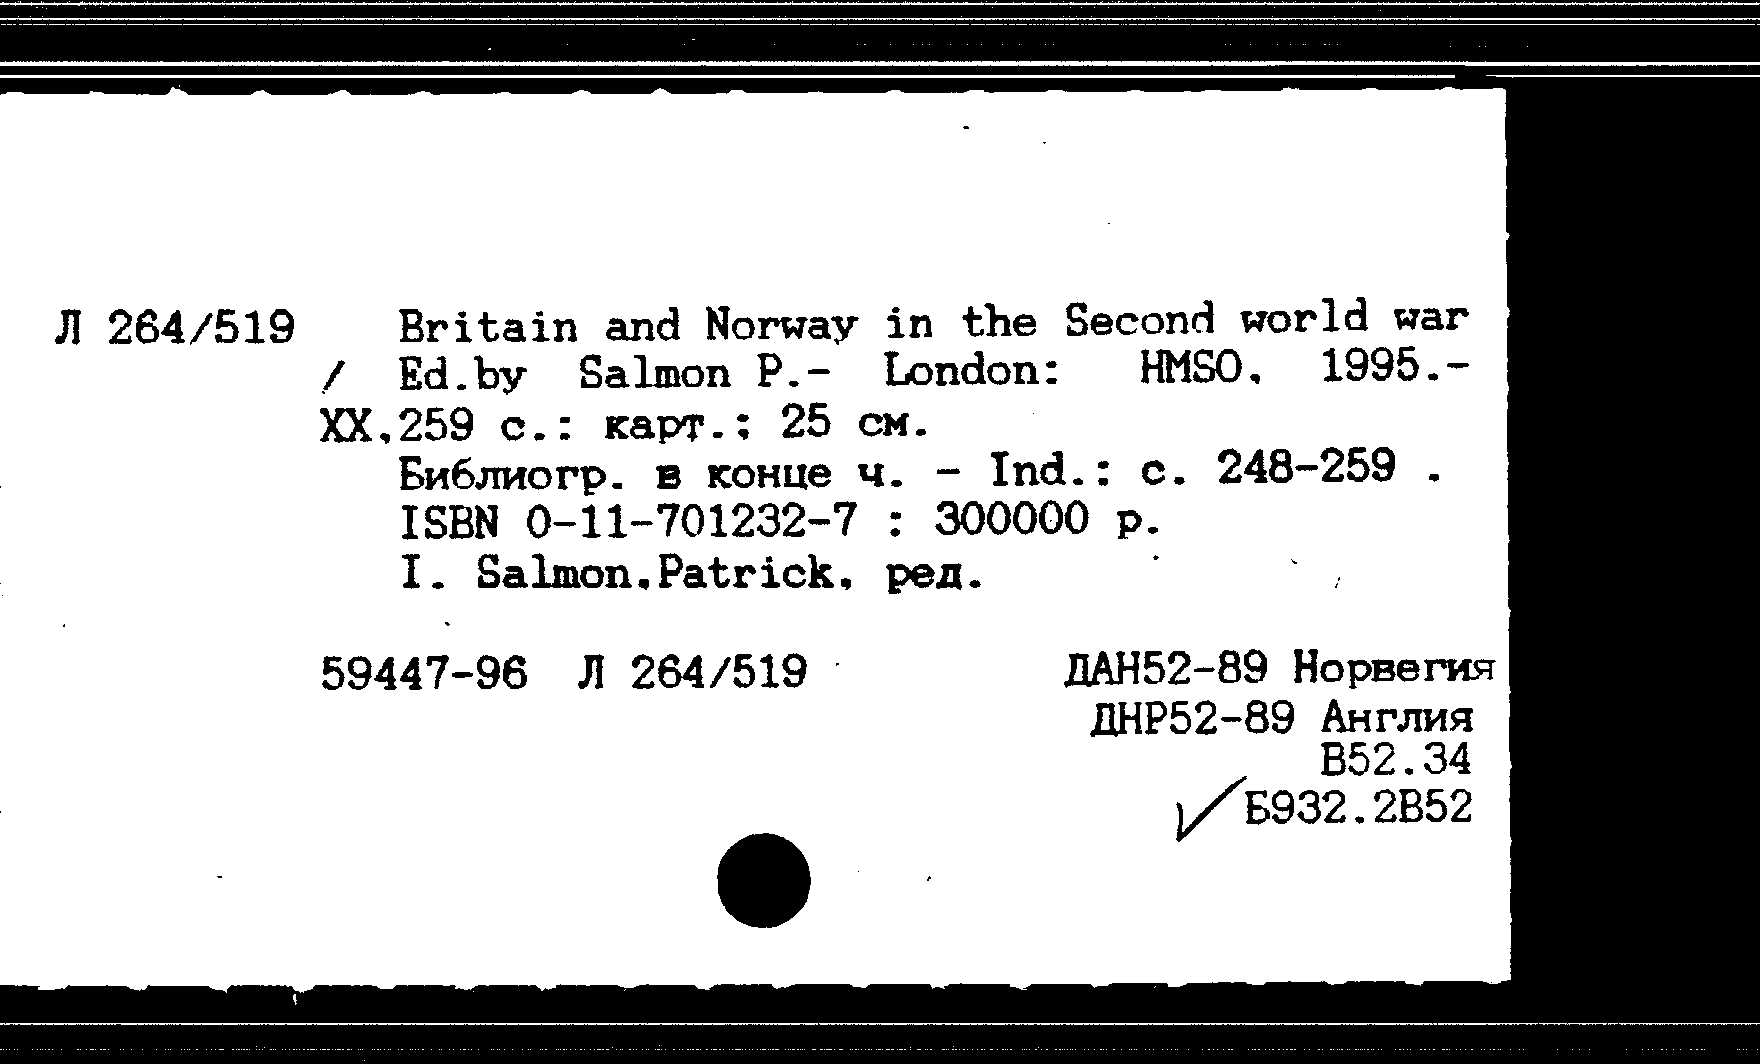 Л 264/519 Britain and Norway in the Second world war
/ Ed.by Salmon P.- London: HMSO, 1995.-
XX,259 с.: карт.; 25 см.
Библиогр. в конце ч. - Ind.: с. 248-259 .
ISBN 0-11-701232-7 : 300000 р.
I. Salmon,Patrick, ред.
59447-96 Л 264/519 ДАН52-89 Норвегия
ДНР52-89 Англия
В52.34
✓Б932.2В52